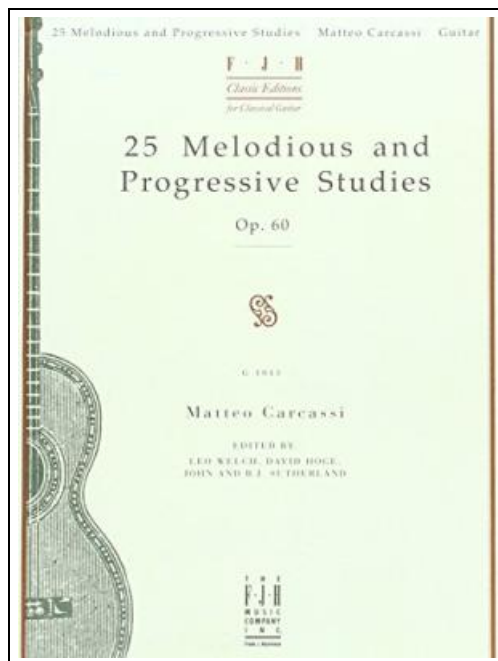 25 Melodious and Progressive Studies Matteo Carcassi Guitar
F · J · H
Classic Editions
for Classical Guitar
25 Melodious and
Progressive Studies
Op. 60
G 1013
Matteo Carcassi
EDITED BY:
LEO WELCH, DAVID HOGE,
JOHN AND B.J. SUTHERLAND
THE
F·J·H
MUSIC
COMPANY
INC.